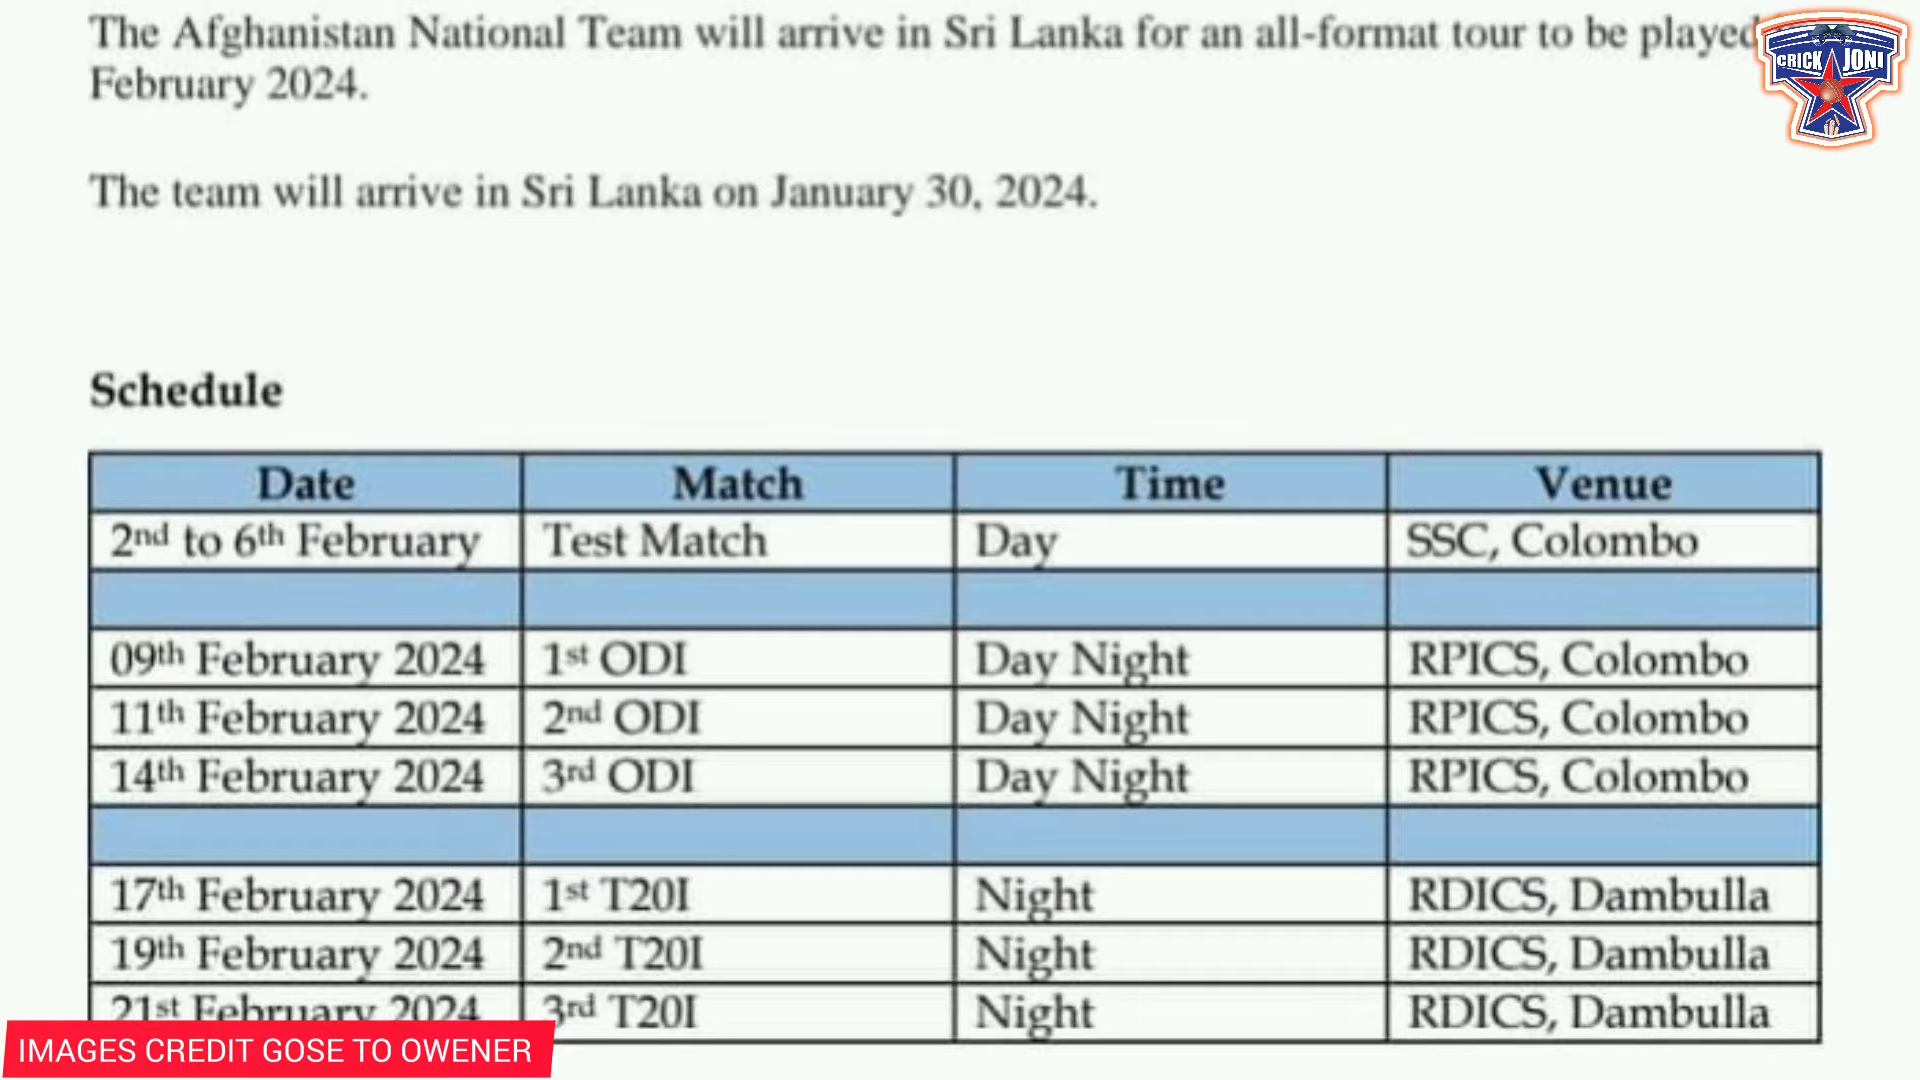 The Afghanistan National Team will arrive in Sri Lanka for an all-format tour to be played
February 2024.
CRICK JONI
The team will arrive in Sri Lanka on January 30, 2024.
Schedule
Date Match Time Venue
2nd to 6th February Test Match Day SSC, Colombo
09th February 2024 1st ODI Day Night RPICS, Colombo
11th February 2024 2nd ODI Day Night RPICS, Colombo
14th February 2024 3rd ODI Day Night RPICS, Colombo
17th February 2024 1st T20I Night RDICS, Dambulla
19th February 2024 2nd T20I Night RDICS, Dambulla
21st February 2024 3rd T20I Night RDICS, Dambulla
IMAGES CREDIT GOSE TO OWENER